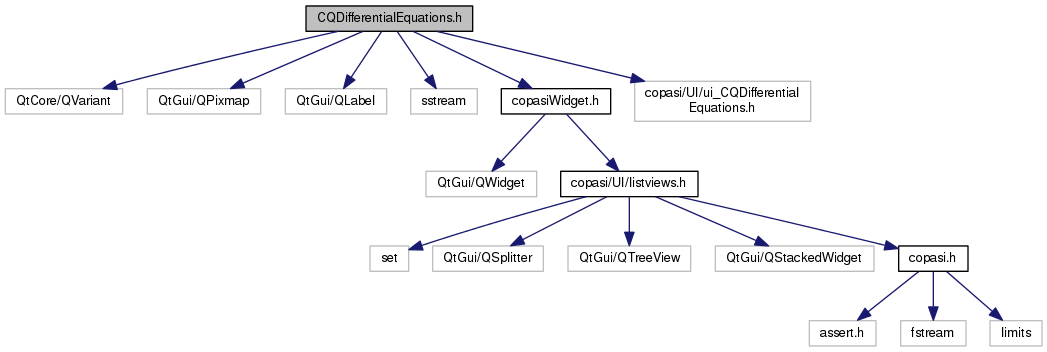 CQDifferentialEquations.h
QtCore/QVariant
QtGui/QPixmap
QtGui/QLabel
sstream
copasiWidget.h
copasi/UI/ui_CQDifferential
Equations.h
QtGui/QWidget
copasi/UI/listviews.h
set
QtGui/QSplitter
QtGui/QTreeView
QtGui/QStackedWidget
copasi.h
assert.h
fstream
limits